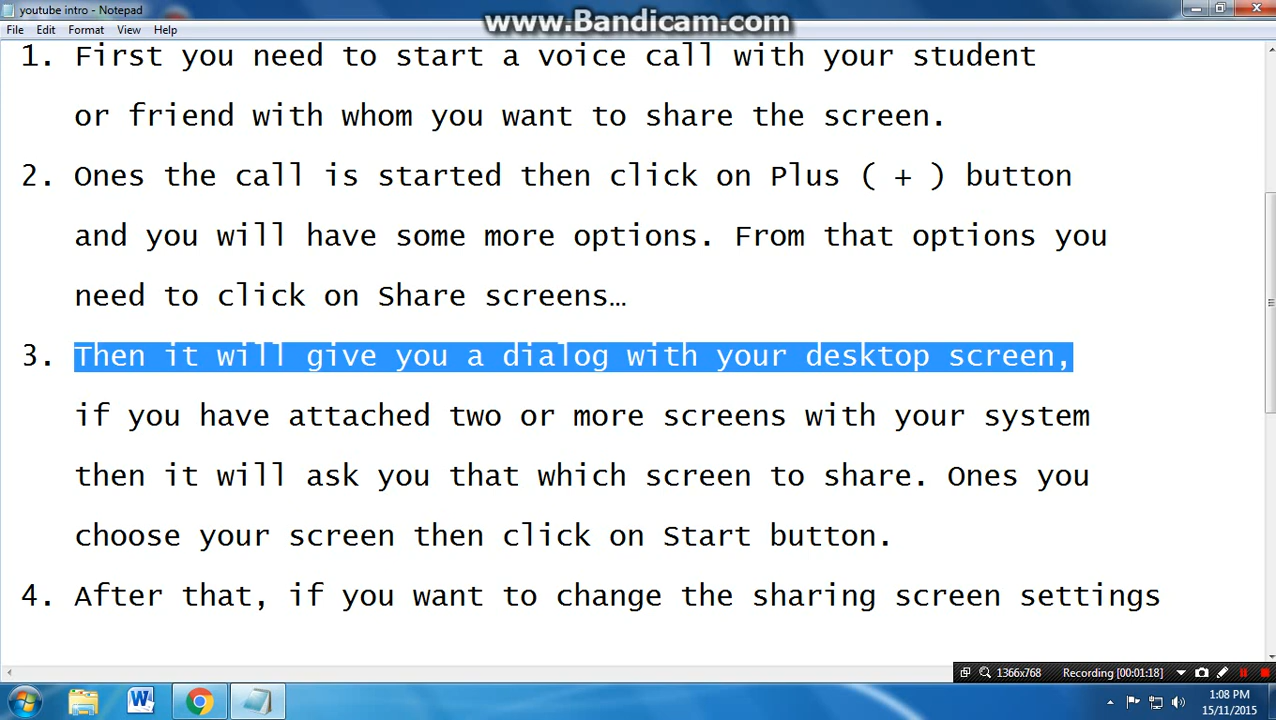 youtube intro - Notepad
www.Bandicam.com
File Edit Format View Help
1. First you need to start a voice call with your student
or friend with whom you want to share the screen.
2. Ones the call is started then click on Plus ( + ) button
and you will have some more options. From that options you
need to click on Share screens…
3. Then it will give you a dialog with your desktop screen,
if you have attached two or more screens with your system
then it will ask you that which screen to share. Ones you
choose your screen then click on Start button.
4. After that, if you want to change the sharing screen settings
1366x768 Recording [00:01:18]
1:08 PM
15/11/2015